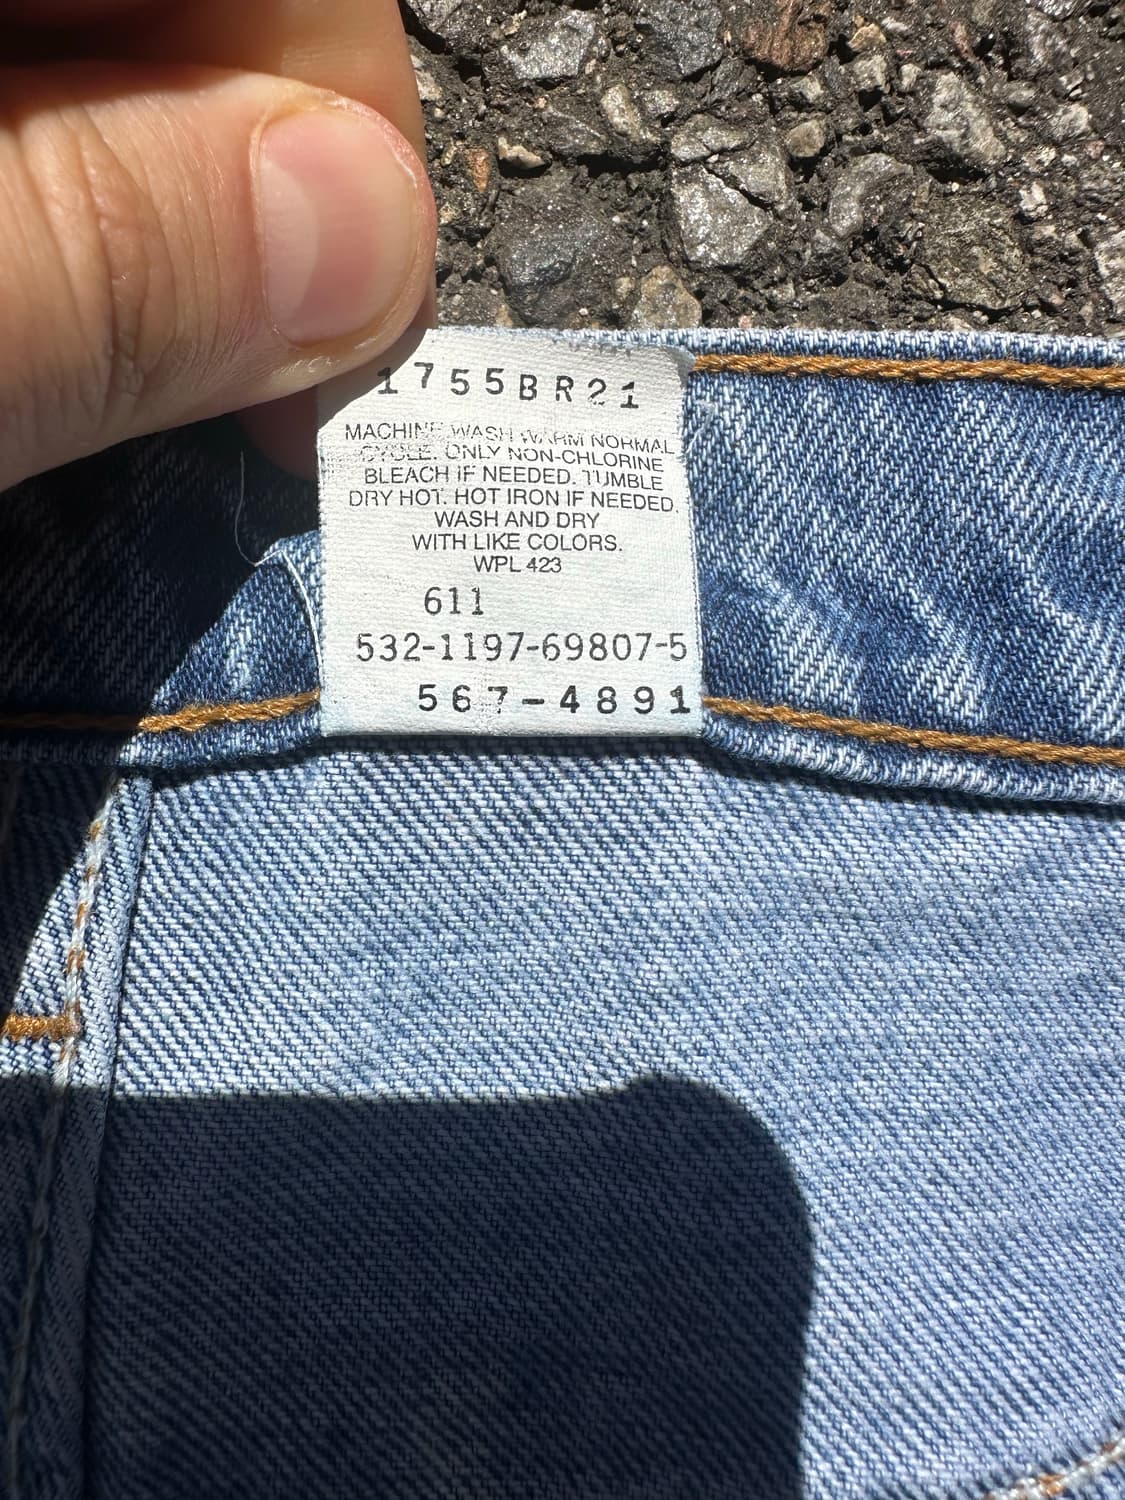 1755BR21
MACHINE WASH WARM NORMAL
CYCLE. ONLY NON-CHLORINE
BLEACH IF NEEDED. TUMBLE
DRY HOT. HOT IRON IF NEEDED.
WASH AND DRY
WITH LIKE COLORS.
WPL 423
611
532-1197-69807-5
567-4891